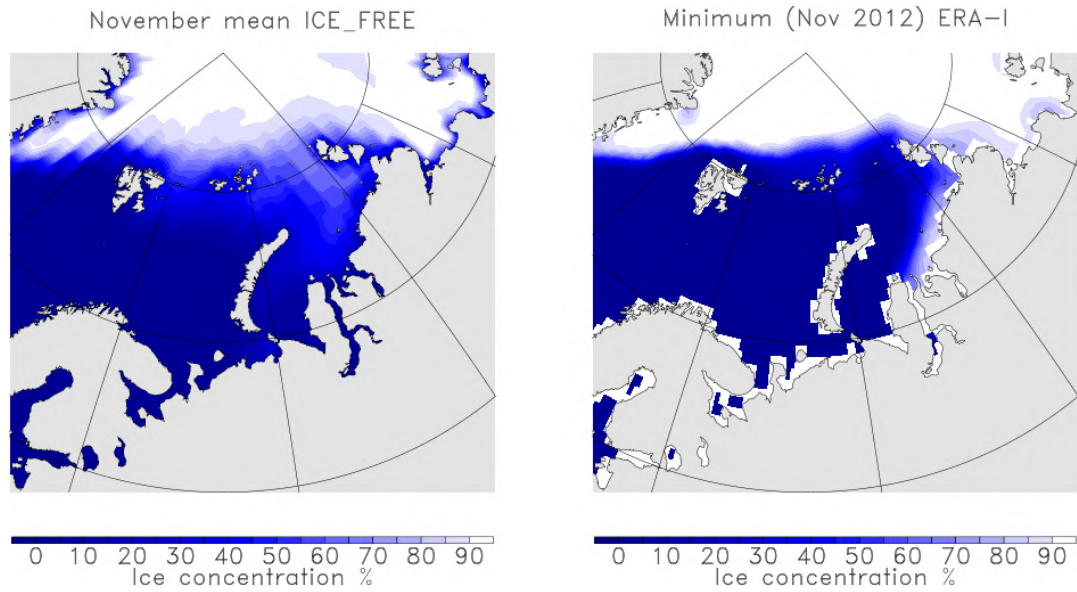 November mean ICE_FREE
Minimum (Nov 2012) ERA-I
0 10 20 30 40 50 60 70 80 90
Ice concentration %
0 10 20 30 40 50 60 70 80 90
Ice concentration %